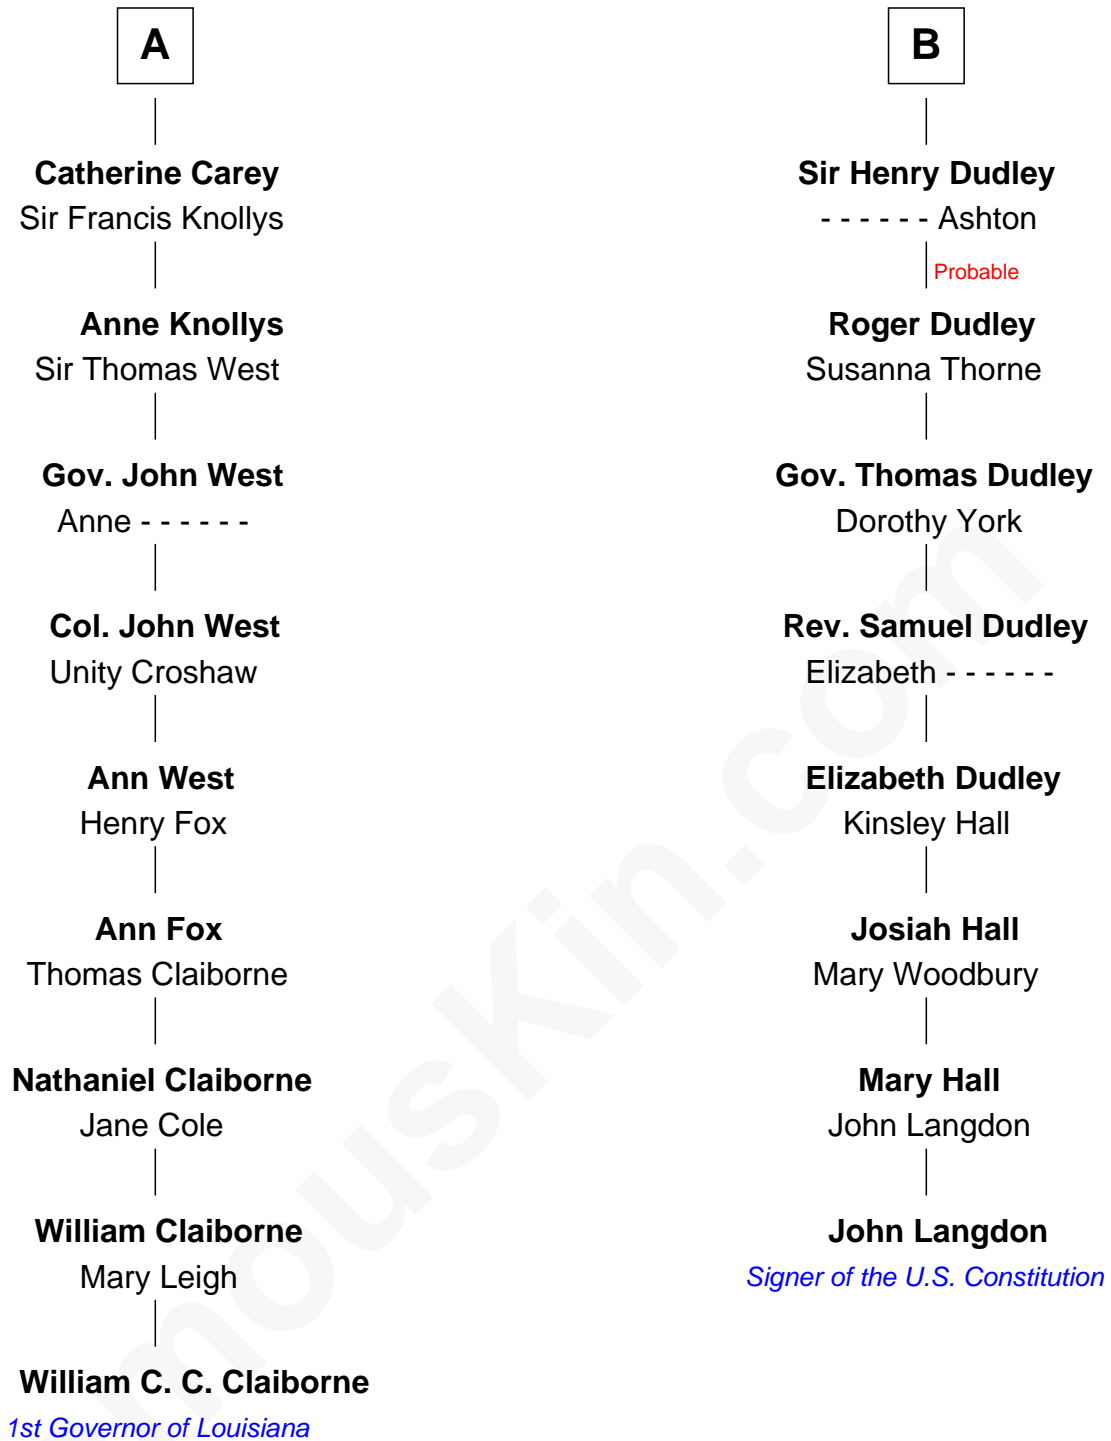 A
Catherine Carey
Sir Francis Knollys
Anne Knollys
Sir Thomas West
Gov. John West
Anne - - - - - -
Col. John West
Unity Croshaw
Ann West
Henry Fox
Ann Fox
Thomas Claiborne
Nathaniel Claiborne
Jane Cole
William Claiborne
Mary Leigh
William C. C. Claiborne
1st Governor of Louisiana
B
Sir Henry Dudley
- - - - - - Ashton
Probable
Roger Dudley
Susanna Thorne
Gov. Thomas Dudley
Dorothy York
Rev. Samuel Dudley
Elizabeth - - - - - -
Elizabeth Dudley
Kinsley Hall
Josiah Hall
Mary Woodbury
Mary Hall
John Langdon
John Langdon
Signer of the U.S. Constitution
mousKin.com